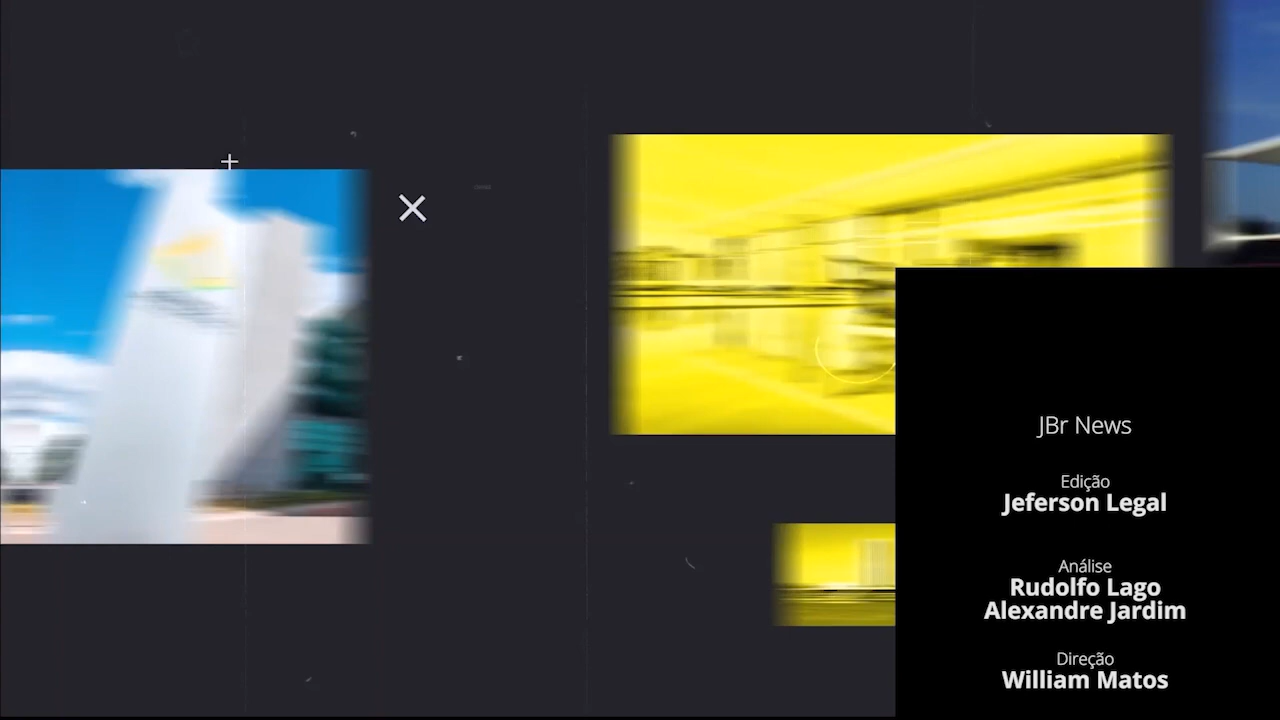 JBr News
Edição
Jeferson Legal
Análise
Rudolfo Lago
Alexandre Jardim
Direção
William Matos